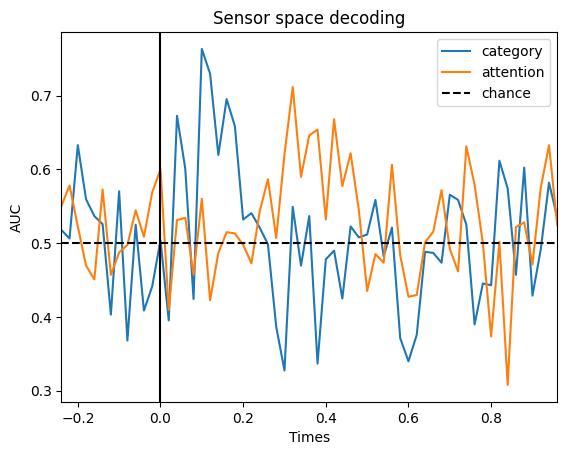 Sensor space decoding
category
attention
chance
AUC
0.7
0.6
0.5
0.4
0.3
−0.2
0.0
0.2
0.4
0.6
0.8
Times